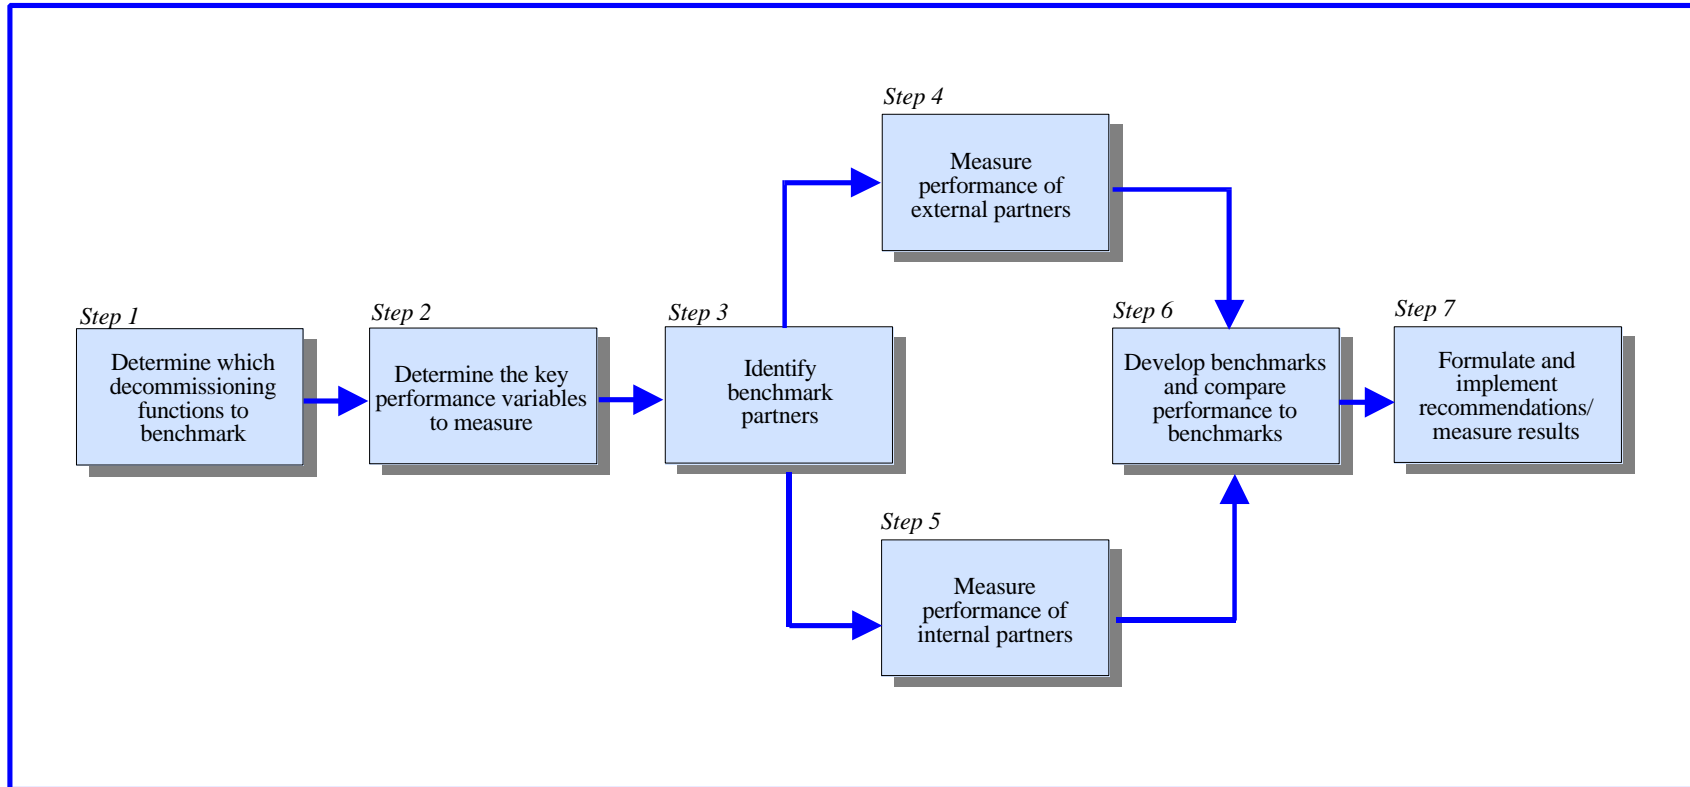 Step 1
Determine which
decommissioning
functions to
benchmark
Step 2
Determine the key
performance variables
to measure
Step 3
Identify
benchmark
partners
Step 4
Measure
performance of
external partners
Step 5
Measure
performance of
internal partners
Step 6
Develop benchmarks
and compare
performance to
benchmarks
Step 7
Formulate and
implement
recommendations/
measure results